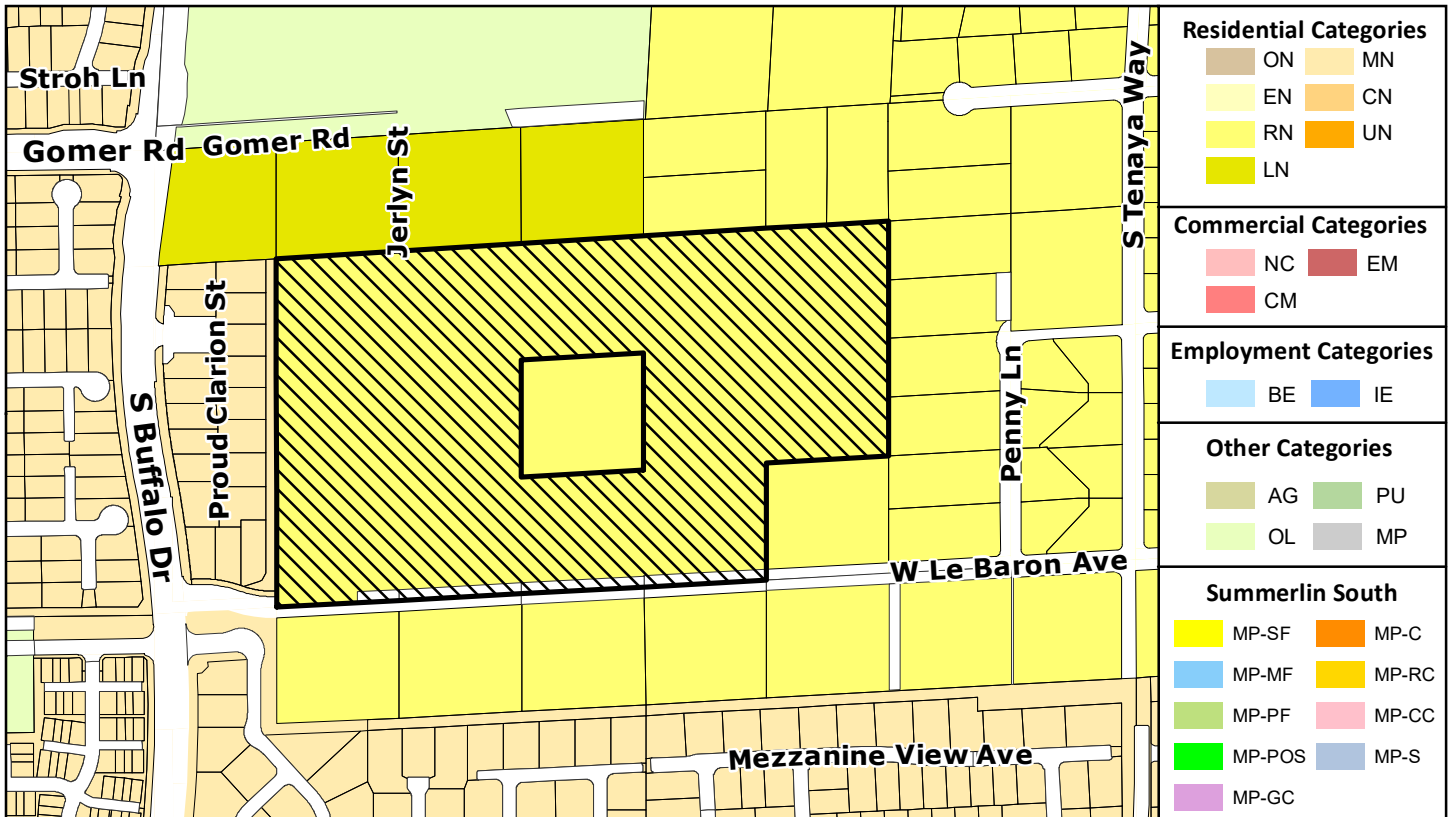 Stroh Ln
Gomer Rd
Gomer Rd
Jerlyn St
S Tenaya Way
Proud Clarion St
S Buffalo Dr
Penny Ln
W Le Baron Ave
Mezzanine View Ave
Residential Categories
ON MN
EN CN
RN UN
LN
Commercial Categories
NC EM
CM
Employment Categories
BE IE
Other Categories
AG PU
OL MP
Summerlin South
MP-SF MP-C
MP-MF MP-RC
MP-PF MP-CC
MP-POS MP-S
MP-GC